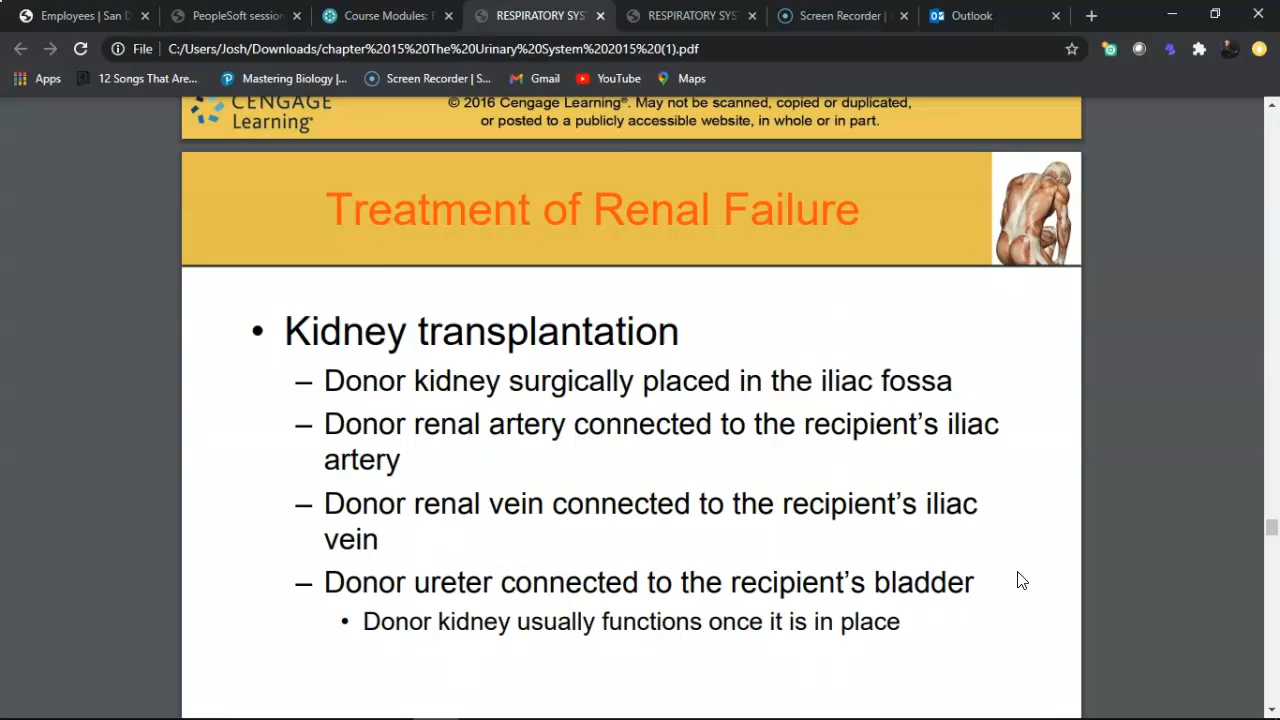 Employees | San D
PeopleSoft session
Course Modules: F
RESPIRATORY SYS
RESPIRATORY SYST
Screen Recorder |
Outlook
File
C:/Users/Josh/Downloads/chapter%2015%20The%20Urinary%20System%202015%20(1).pdf
Apps
12 Songs That Are...
Mastering Biology |...
Screen Recorder | S...
Gmail
YouTube
Maps
CENGAGE
Learning®
© 2016 Cengage Learning®. May not be scanned, copied or duplicated,
or posted to a publicly accessible website, in whole or in part.
Treatment of Renal Failure
• Kidney transplantation
– Donor kidney surgically placed in the iliac fossa
– Donor renal artery connected to the recipient’s iliac
artery
– Donor renal vein connected to the recipient’s iliac
vein
– Donor ureter connected to the recipient’s bladder
• Donor kidney usually functions once it is in place